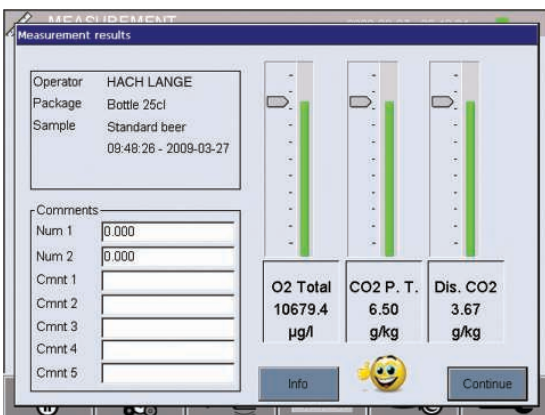 MEASUREMENT
Measurement results
Operator HACH LANGE
Package Bottle 25cl
Sample Standard beer
09:48:26 - 2009-03-27
Comments
Num 1 0.000
Num 2 0.000
Cmnt 1
Cmnt 2
Cmnt 3
Cmnt 4
Cmnt 5
O2 Total
10679.4
µg/l
CO2 P. T.
6.50
g/kg
Dis. CO2
3.67
g/kg
Info
Continue